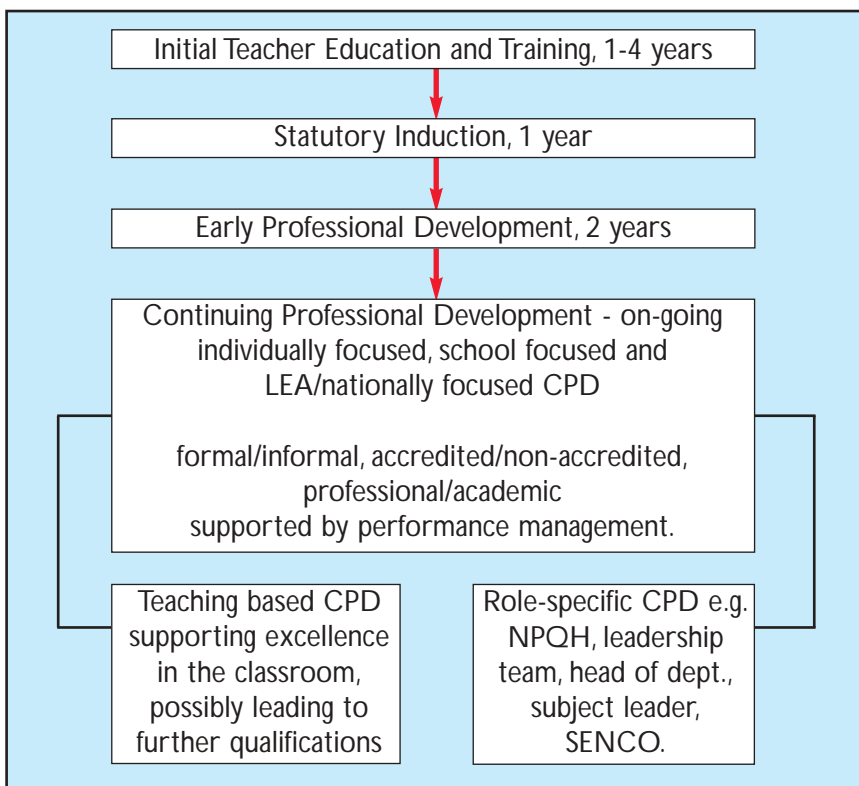 Initial Teacher Education and Training, 1-4 years
Statutory Induction, 1 year
Early Professional Development, 2 years
Continuing Professional Development - on-going
individually focused, school focused and
LEA/nationally focused CPD
formal/informal, accredited/non-accredited,
professional/academic
supported by performance management.
Teaching based CPD
supporting excellence
in the classroom,
possibly leading to
further qualifications
Role-specific CPD e.g.
NPQH, leadership
team, head of dept.,
subject leader,
SENCO.